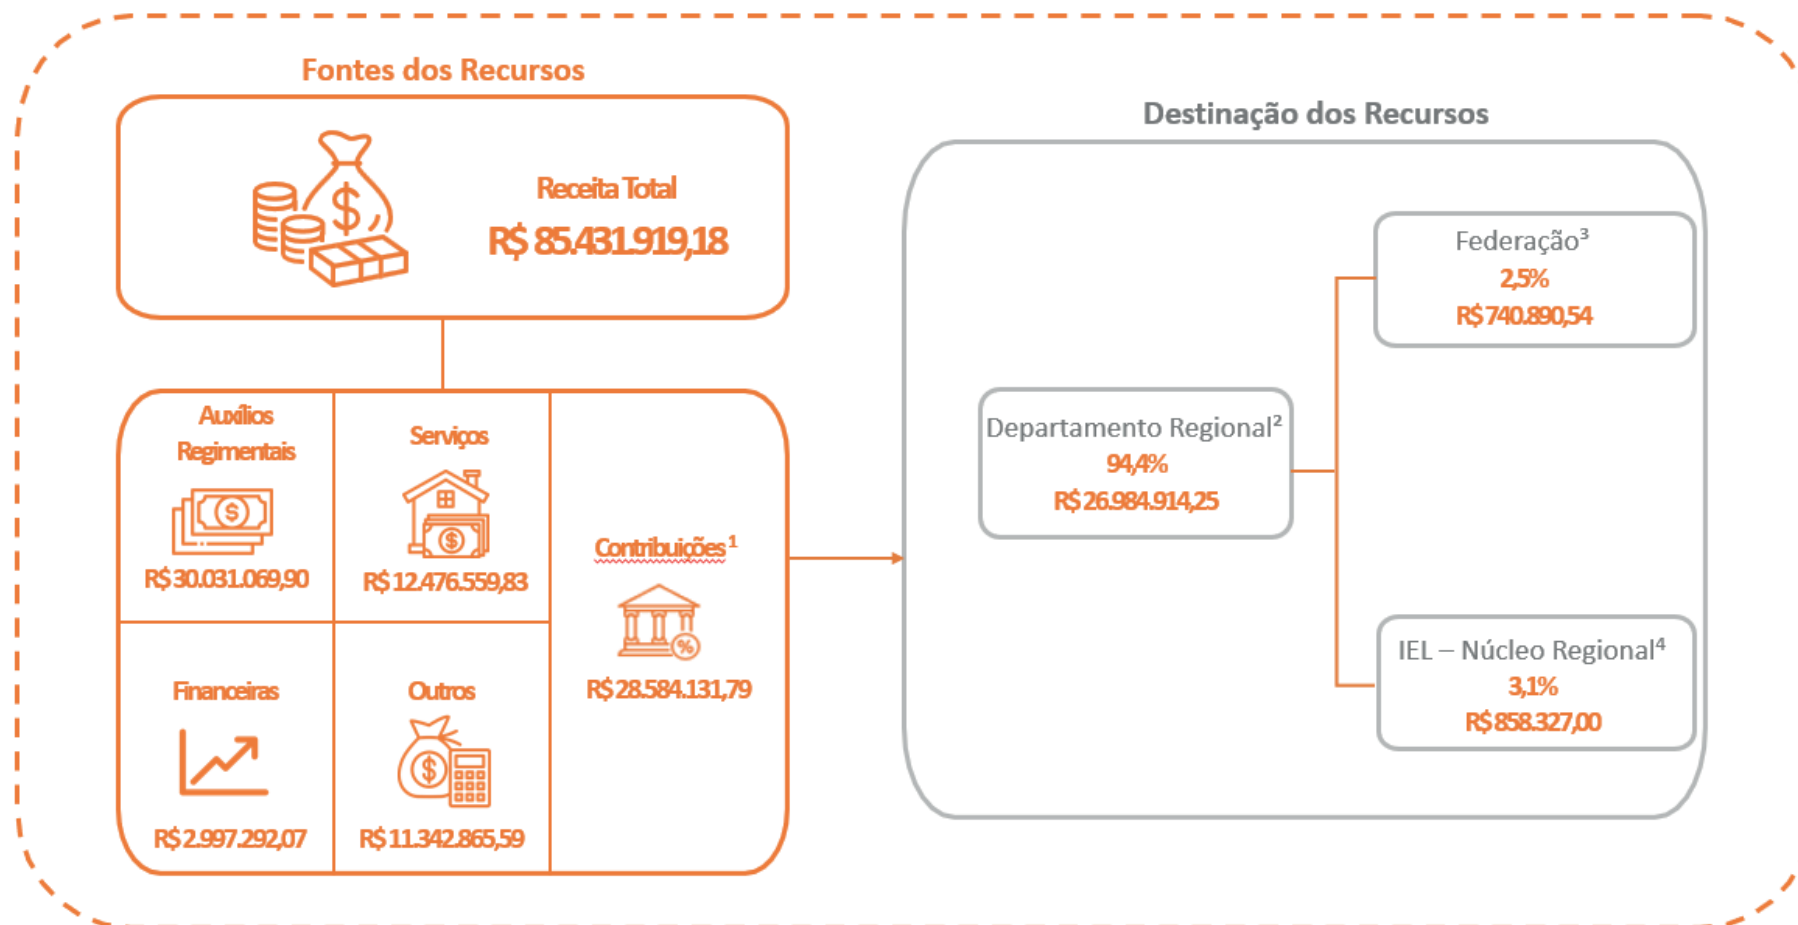 Fontes dos Recursos
Receita Total
R$ 85.431.919,18
Auxílios
Regimentais
R$ 30.031.069,90
Serviços
R$ 12.476.559,83
Contribuições ¹
R$ 28.584.131,79
Financeiras
R$ 2.997.292,07
Outros
R$ 11.342.865,59
Destinação dos Recursos
Departamento Regional²
94,4%
R$ 26.984.914,25
Federação³
2,5%
R$ 740.890,54
IEL – Núcleo Regional⁴
3,1%
R$ 858.327,00